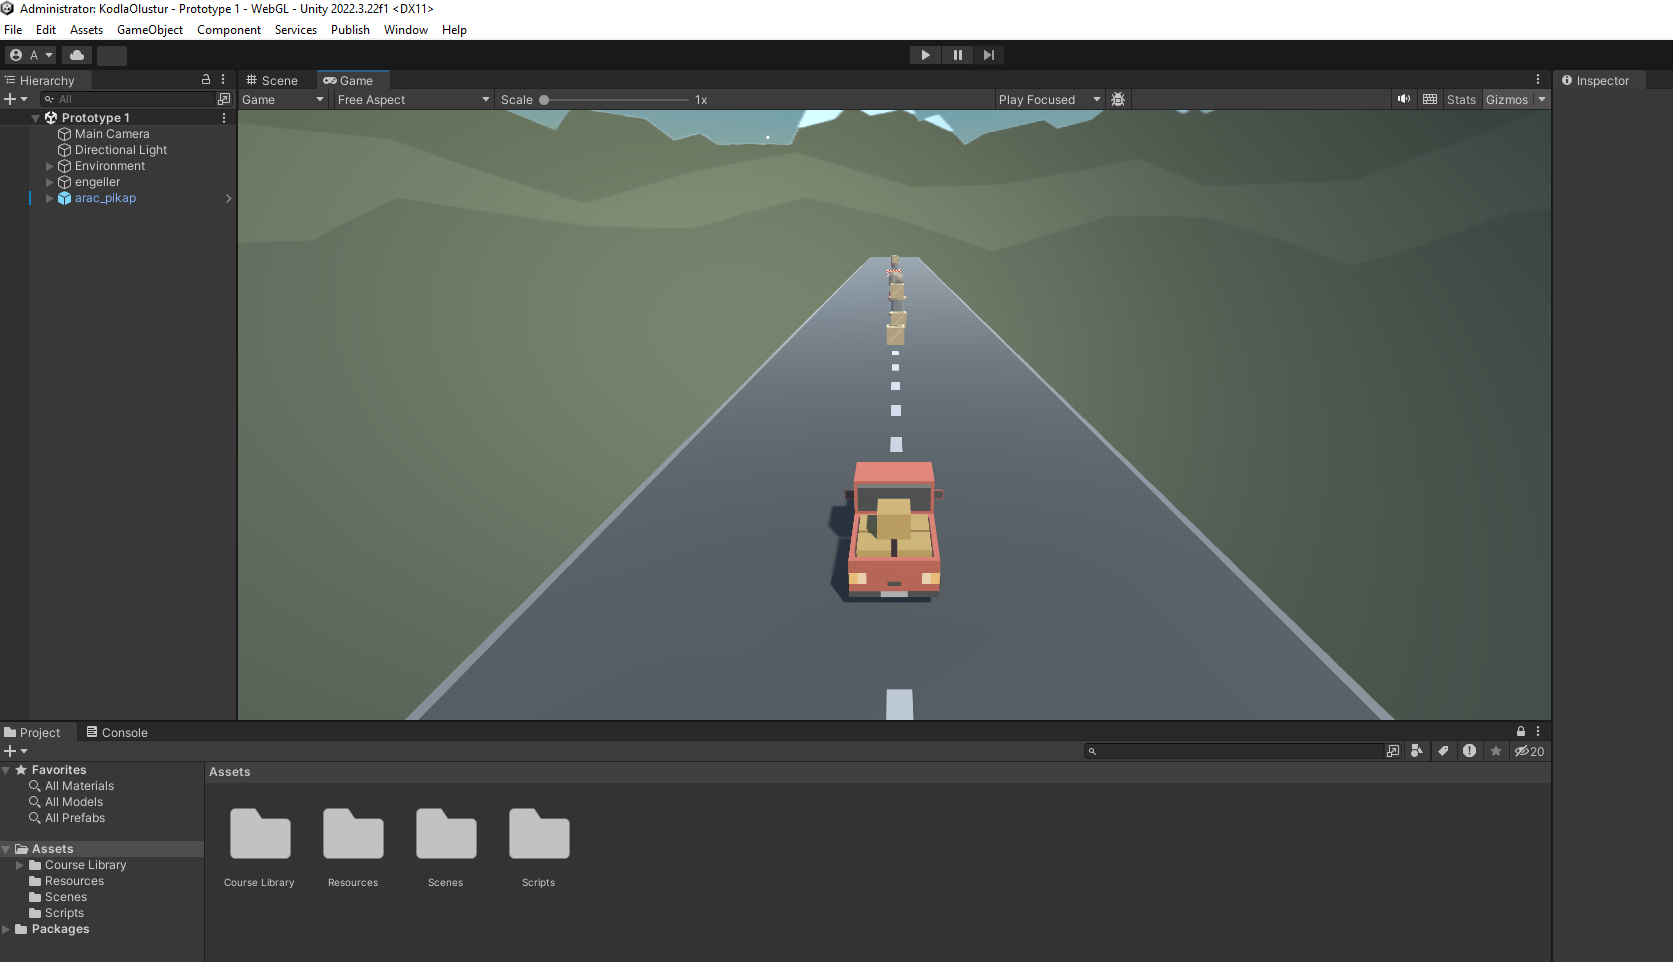 Administrator: KodlaOlustur - Prototype 1 - WebGL - Unity 2022.3.22f1 <DX11>
File Edit Assets GameObject Component Services Publish Window Help
A
Hierarchy
Scene
Game
Inspector
All
Game
Free Aspect
Scale
1x
Play Focused
Stats
Gizmos
Prototype 1
Main Camera
Directional Light
Environment
engeller
arac_pikap
Project
Console
20
Favorites
All Materials
All Models
All Prefabs
Assets
Course Library
Resources
Scenes
Scripts
Packages
Assets
Course Library
Resources
Scenes
Scripts